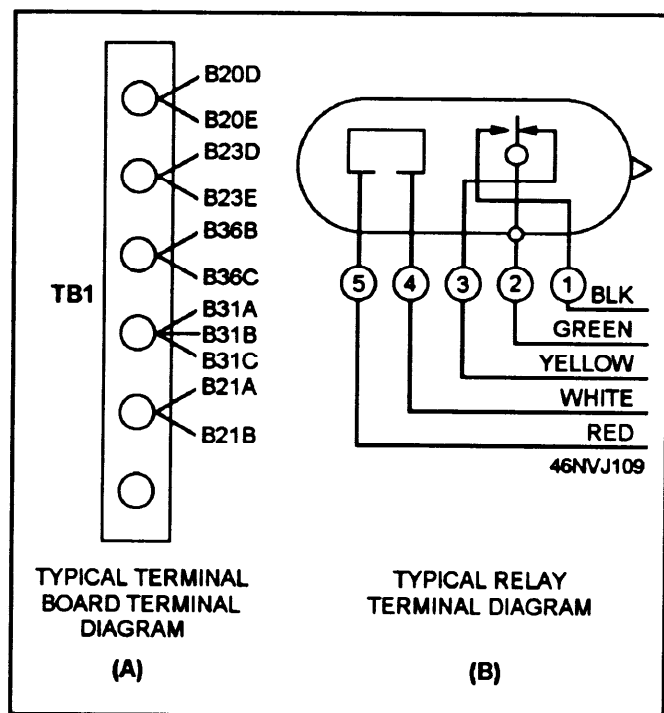 B20D
B20E
B23D
B23E
B36B
B36C
TB1
B31A
B31B
B31C
B21A
B21B
TYPICAL TERMINAL
BOARD TERMINAL
DIAGRAM
(A)
5 4 3 2 1
BLK
GREEN
YELLOW
WHITE
RED
46NVJ109
TYPICAL RELAY
TERMINAL DIAGRAM
(B)